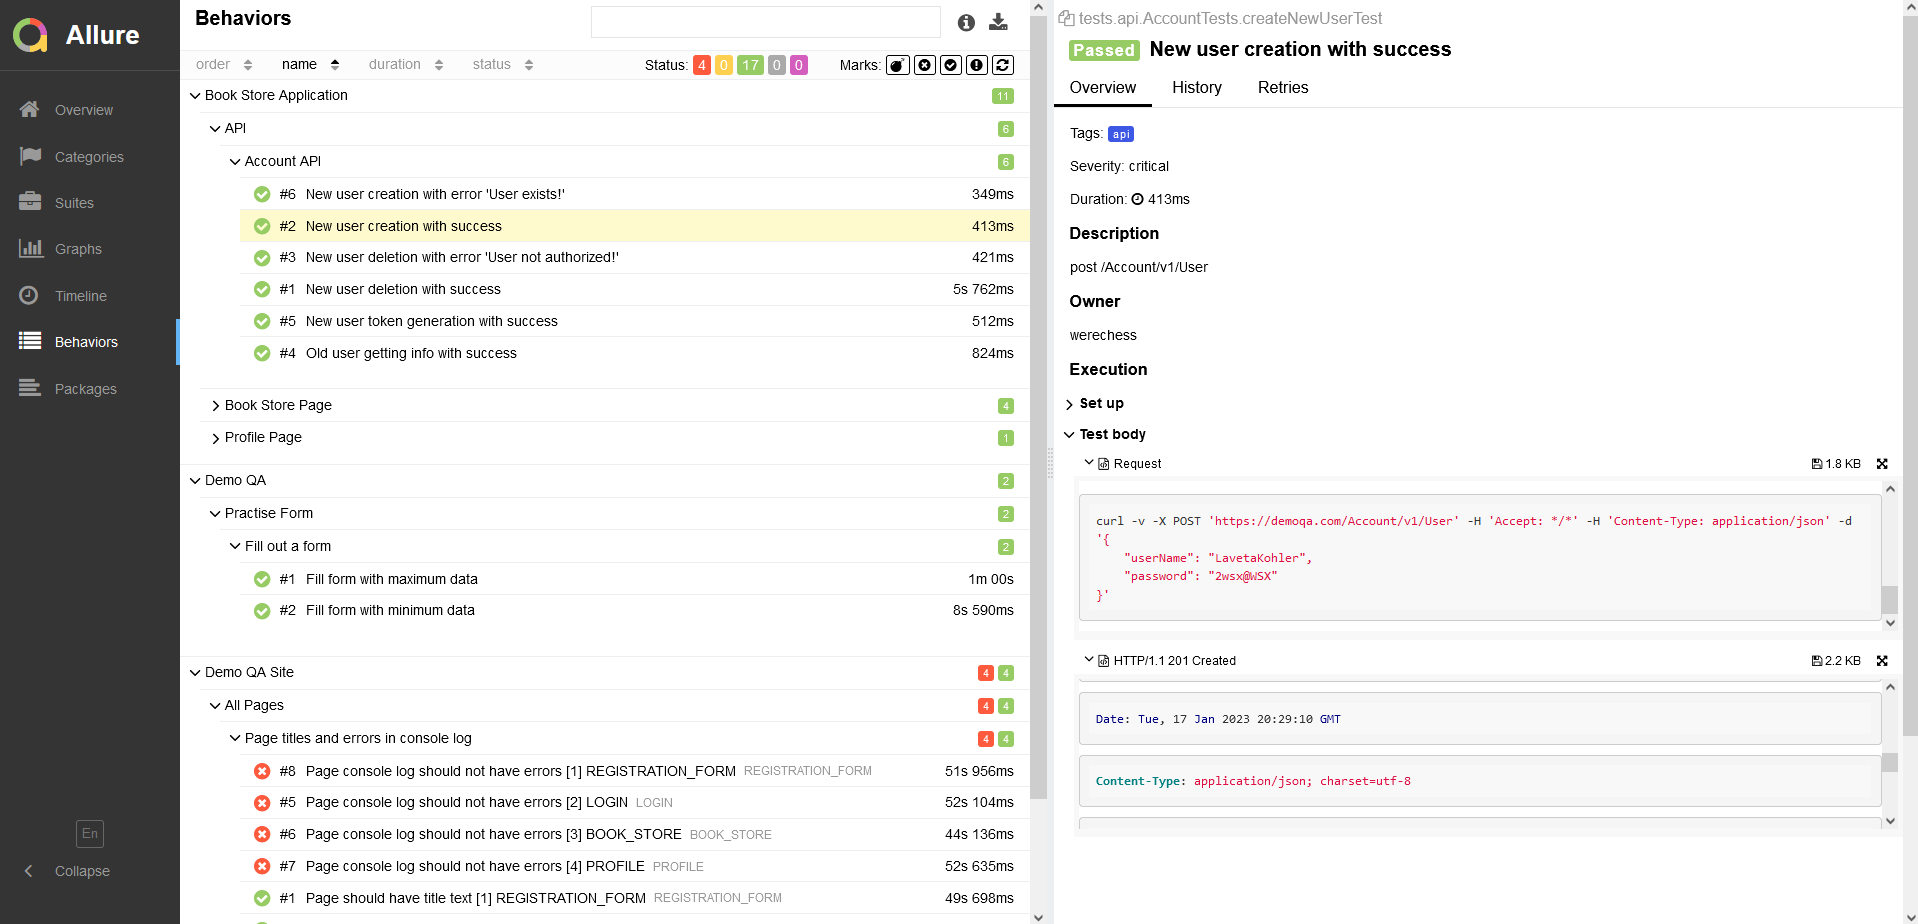 Allure
Overview
Categories
Suites
Graphs
Timeline
Behaviors
Packages
En
Collapse
Behaviors
order
name
duration
status
Status: 4 0 17 0 0
Marks:
Book Store Application 11
API 6
Account API 6
#6 New user creation with error 'User exists!' 349ms
#2 New user creation with success 413ms
#3 New user deletion with error 'User not authorized!' 421ms
#1 New user deletion with success 5s 762ms
#5 New user token generation with success 512ms
#4 Old user getting info with success 824ms
Book Store Page 4
Profile Page 1
Demo QA 2
Practise Form 2
Fill out a form 2
#1 Fill form with maximum data 1m 00s
#2 Fill form with minimum data 8s 590ms
Demo QA Site 4 4
All Pages 4 4
Page titles and errors in console log 4 4
#8 Page console log should not have errors [1] REGISTRATION_FORM REGISTRATION_FORM 51s 956ms
#5 Page console log should not have errors [2] LOGIN LOGIN 52s 104ms
#6 Page console log should not have errors [3] BOOK_STORE BOOK_STORE 44s 136ms
#7 Page console log should not have errors [4] PROFILE PROFILE 52s 635ms
#1 Page should have title text [1] REGISTRATION_FORM REGISTRATION_FORM 49s 698ms
tests.api.AccountTests.createNewUserTest
Passed New user creation with success
Overview History Retries
Tags: api
Severity: critical
Duration: 413ms
Description
post /Account/v1/User
Owner
werechess
Execution
Set up
Test body
Request 1.8 KB
curl -v -X POST 'https://demoqa.com/Account/v1/User' -H 'Accept: */*' -H 'Content-Type: application/json' -d
'{
"userName": "LavetaKohler",
"password": "2wsx@WSX"
}'
HTTP/1.1 201 Created 2.2 KB
Date: Tue, 17 Jan 2023 20:29:10 GMT
Content-Type: application/json; charset=utf-8